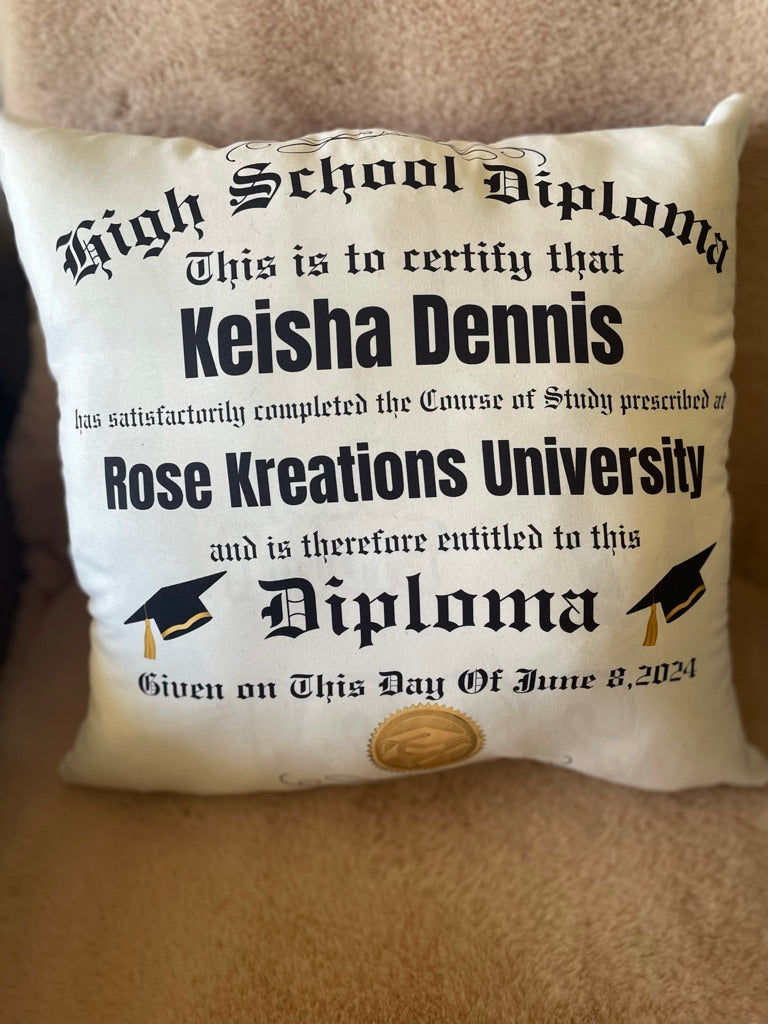 High School Diploma
This is to certify that
Keisha Dennis
has satisfactorily completed the Course of Study prescribed at
Rose Kreations University
and is therefore entitled to this
Diploma
Given on This Day Of June 8,2024